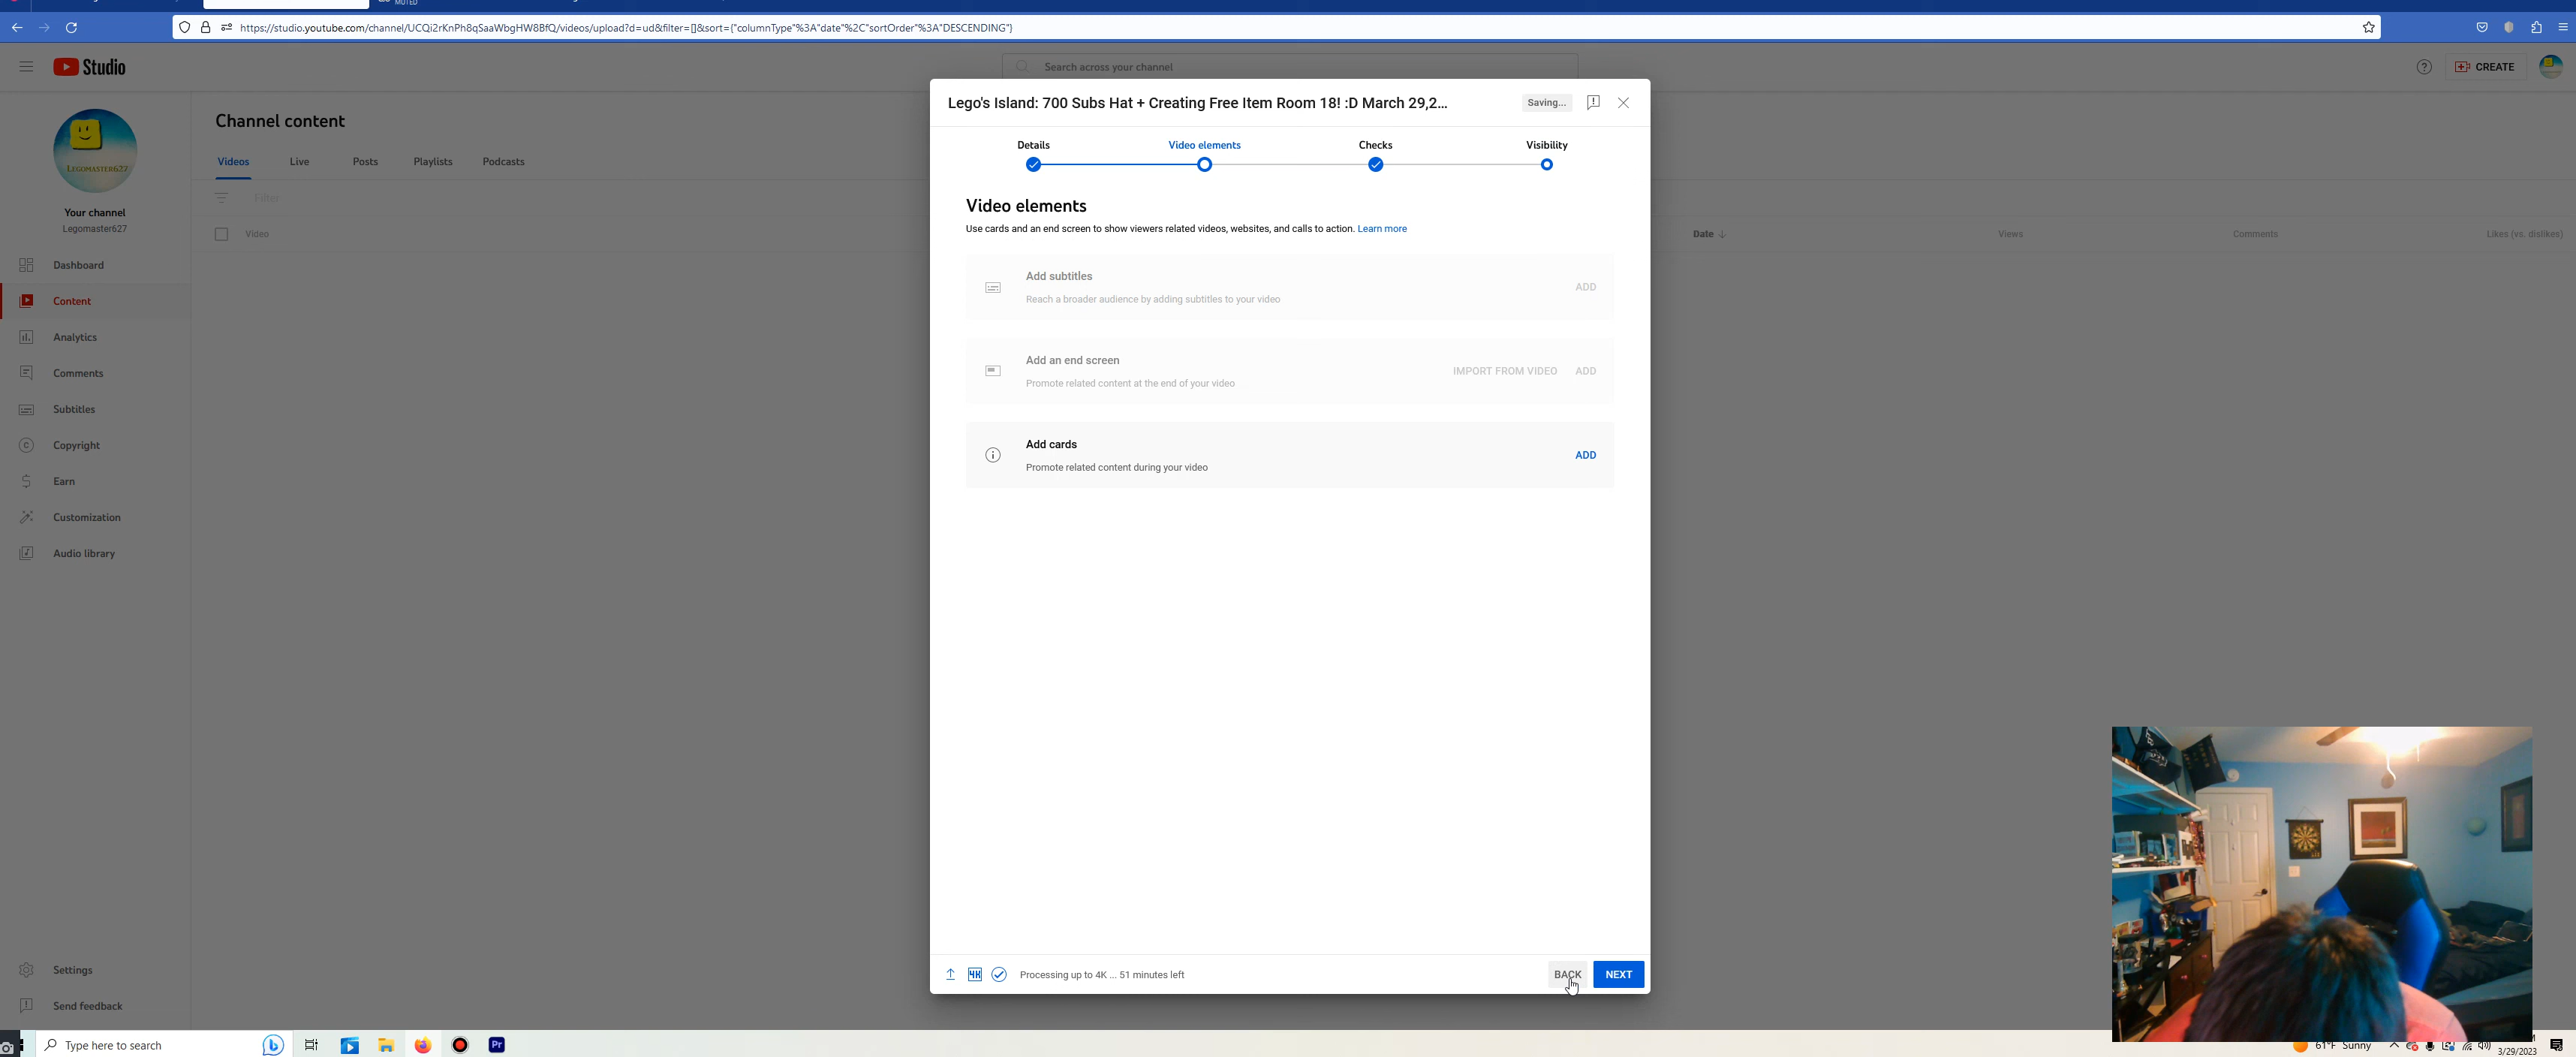 MUTED
https://studio.youtube.com/channel/UCQi2rKnPh8qSaaWbgHW8BfQ/videos/upload?d=ud&filter=[]&sort={"columnType"%3A"date"%2C"sortOrder"%3A"DESCENDING"}
Studio
Search across your channel
CREATE
Lego's Island: 700 Subs Hat + Creating Free Item Room 18! :D March 29,2...
Saving...
Channel content
Details
Video elements
Checks
Visibility
Videos
Live
Posts
Playlists
Podcasts
LEGOMASTER627
Filter
Your channel
Legomaster627
Video elements
Use cards and an end screen to show viewers related videos, websites, and calls to action. Learn more
Video
Date
Views
Comments
Likes (vs. dislikes)
Dashboard
Add subtitles
Reach a broader audience by adding subtitles to your video
ADD
Content
Analytics
Add an end screen
Promote related content at the end of your video
IMPORT FROM VIDEO
ADD
Comments
Subtitles
Copyright
Add cards
Promote related content during your video
ADD
Earn
Customization
Audio library
Settings
Send feedback
4K
Processing up to 4K ... 51 minutes left
BACK
NEXT
Type here to search
Pr
61°F Sunny
3/29/2023